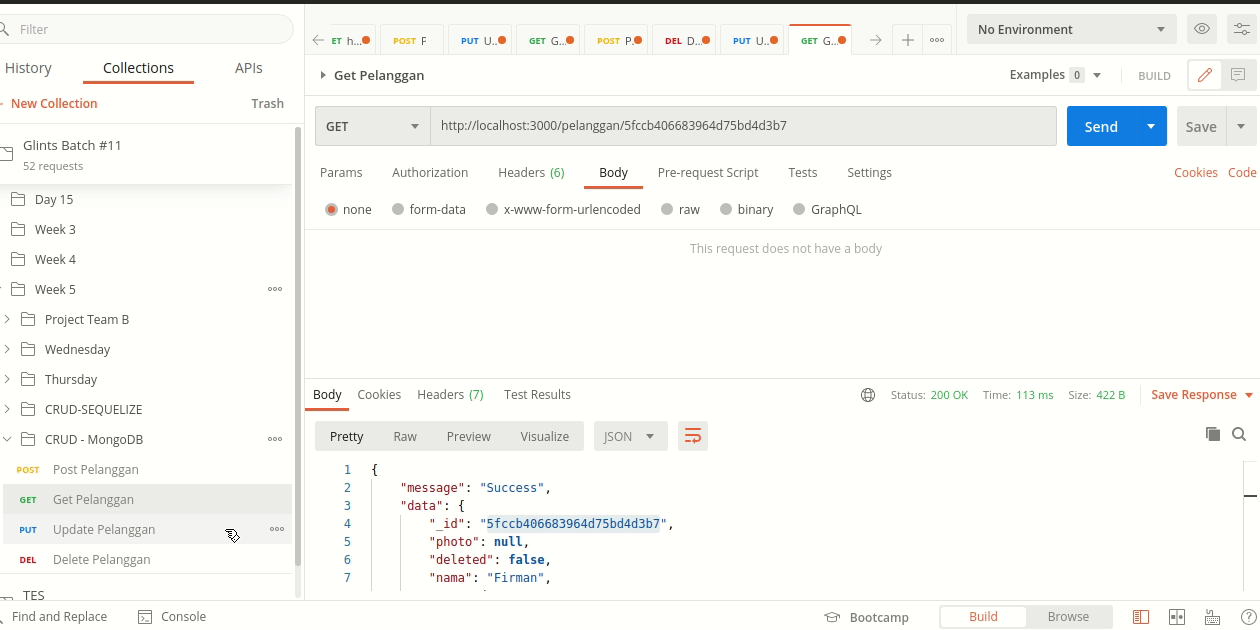 Filter
ET h...
POST F
PUT U..
GET G...
POST P.
DEL D...
PUT U..
GET G...
No Environment
History
Collections
APIs
Get Pelanggan
Examples 0
BUILD
New Collection
Trash
GET
http://localhost:3000/pelanggan/5fccb406683964d75bd4d3b7
Send
Save
Glints Batch #11
52 requests
Params
Authorization
Headers (6)
Body
Pre-request Script
Tests
Settings
Cookies
Code
none
form-data
x-www-form-urlencoded
raw
binary
GraphQL
This request does not have a body
Day 15
Week 3
Week 4
Week 5
Project Team B
Wednesday
Thursday
CRUD-SEQUELIZE
CRUD - MongoDB
POST Post Pelanggan
GET Get Pelanggan
PUT Update Pelanggan
DEL Delete Pelanggan
TES
Body
Cookies
Headers (7)
Test Results
Status: 200 OK
Time: 113 ms
Size: 422 B
Save Response
Pretty
Raw
Preview
Visualize
JSON
1 {
2 "message": "Success",
3 "data": {
4 "_id": "5fccb406683964d75bd4d3b7",
5 "photo": null,
6 "deleted": false,
7 "nama": "Firman",
Find and Replace
Console
Bootcamp
Build
Browse